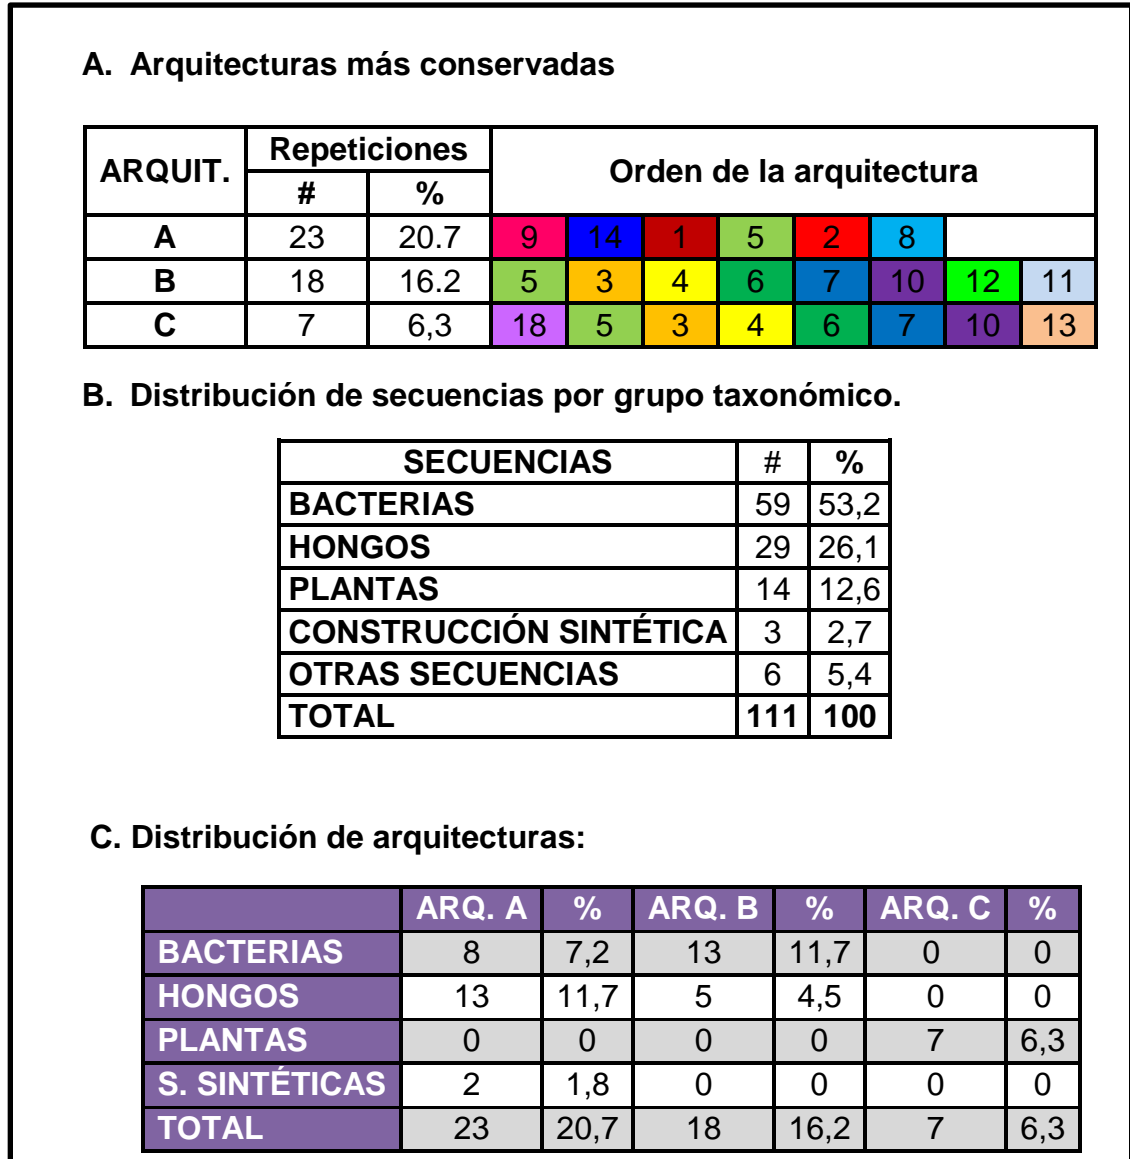 A. Arquitecturas más conservadas
ARQUIT. Repeticiones Orden de la arquitectura
# %
A 23 20.7 9 14 1 5 2 8
B 18 16.2 5 3 4 6 7 10 12 11
C 7 6,3 18 5 3 4 6 7 10 13
B. Distribución de secuencias por grupo taxonómico.
SECUENCIAS # %
BACTERIAS 59 53,2
HONGOS 29 26,1
PLANTAS 14 12,6
CONSTRUCCIÓN SINTÉTICA 3 2,7
OTRAS SECUENCIAS 6 5,4
TOTAL 111 100
C. Distribución de arquitecturas:
ARQ. A % ARQ. B % ARQ. C %
BACTERIAS 8 7,2 13 11,7 0 0
HONGOS 13 11,7 5 4,5 0 0
PLANTAS 0 0 0 0 7 6,3
S. SINTÉTICAS 2 1,8 0 0 0 0
TOTAL 23 20,7 18 16,2 7 6,3